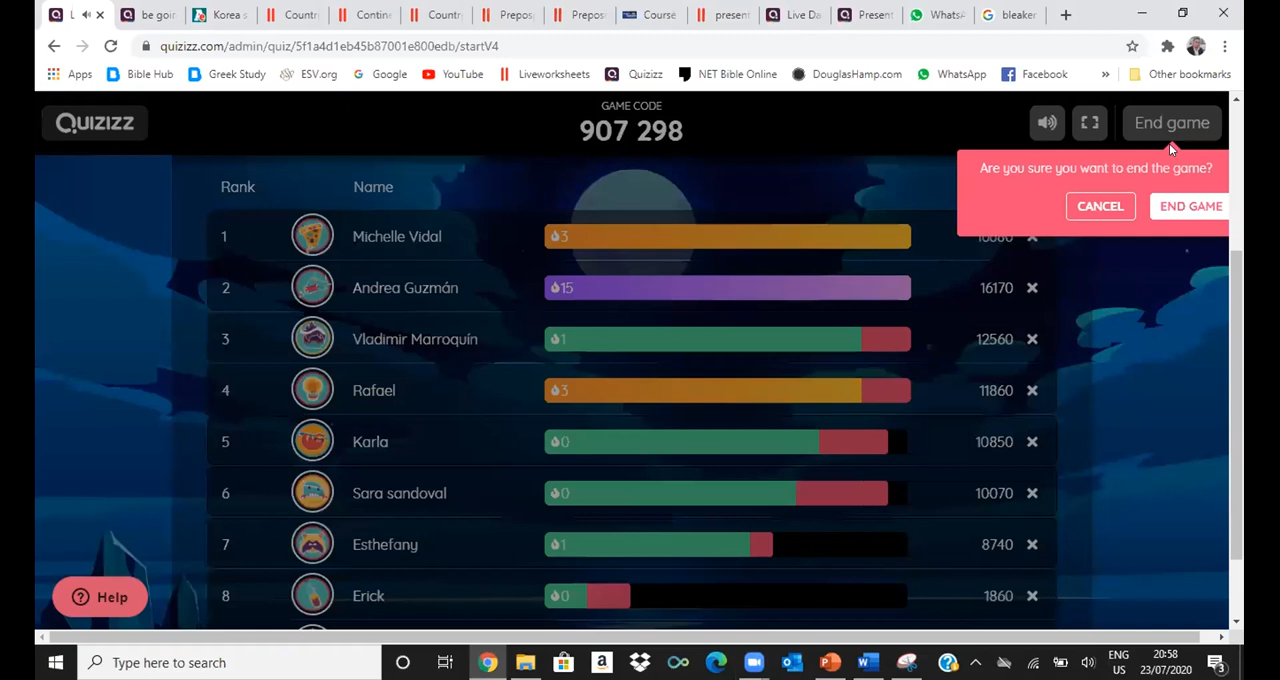 L
be goin
Korea s
Countr
Contine
Countr
Prepos
Prepos
Course
present
Live Da
Present
WhatsA
bleaker
quizizz.com/admin/quiz/5f1a4d1eb45b87001e800edb/startV4
Apps
Bible Hub
Greek Study
ESV.org
Google
YouTube
Liveworksheets
Quizizz
NET Bible Online
DouglasHamp.com
WhatsApp
Facebook
»
Other bookmarks
QUIZIZZ
GAME CODE
907 298
End game
Are you sure you want to end the game?
CANCEL
END GAME
Rank Name
1 Michelle Vidal 3
2 Andrea Guzmán 15 16170
3 Vladimir Marroquín 1 12560
4 Rafael 3 11860
5 Karla 0 10850
6 Sara sandoval 0 10070
7 Esthefany 1 8740
8 Erick 0 1860
Help
Type here to search
ENG
US
20:58
23/07/2020
3